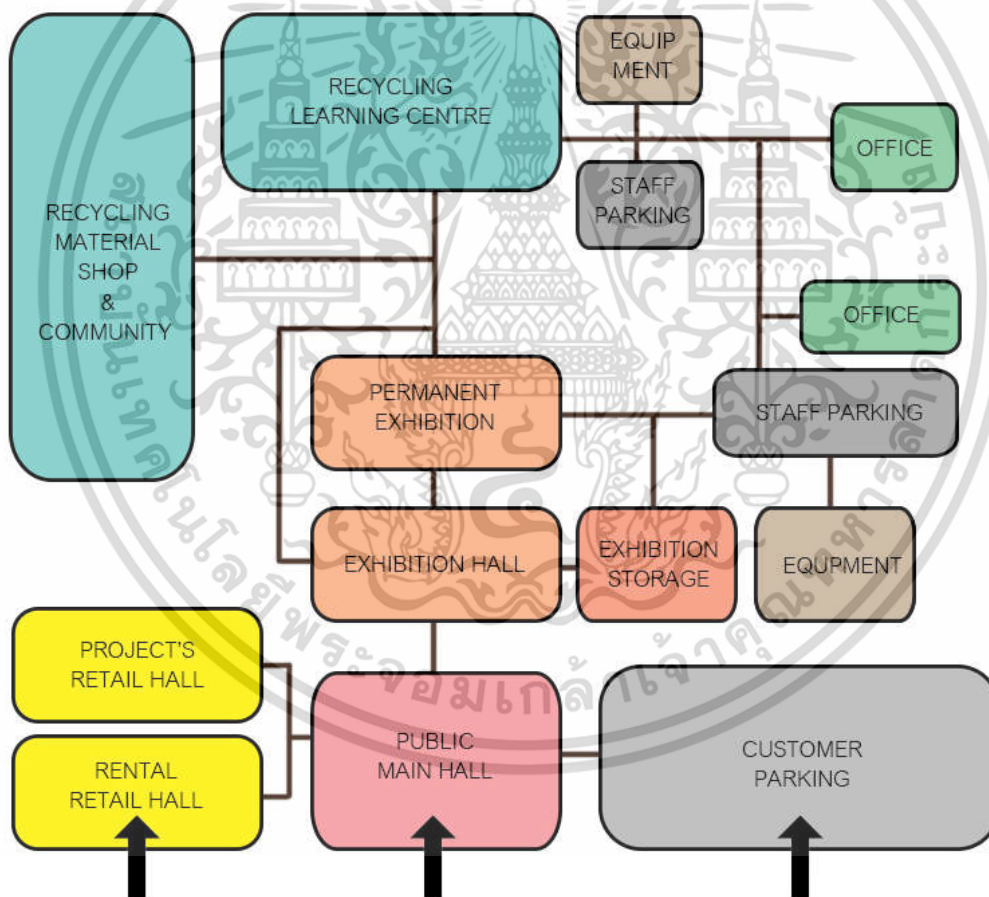 EQUIP
MENT
RECYCLING
LEARNING CENTRE
OFFICE
STAFF
PARKING
RECYCLING
MATERIAL
SHOP
&
COMMUNITY
OFFICE
PERMANENT
EXHIBITION
STAFF PARKING
EXHIBITION HALL
EXHIBITION
STORAGE
EQUPMENT
PROJECT'S
RETAIL HALL
PUBLIC
MAIN HALL
CUSTOMER
PARKING
RENTAL
RETAIL HALL